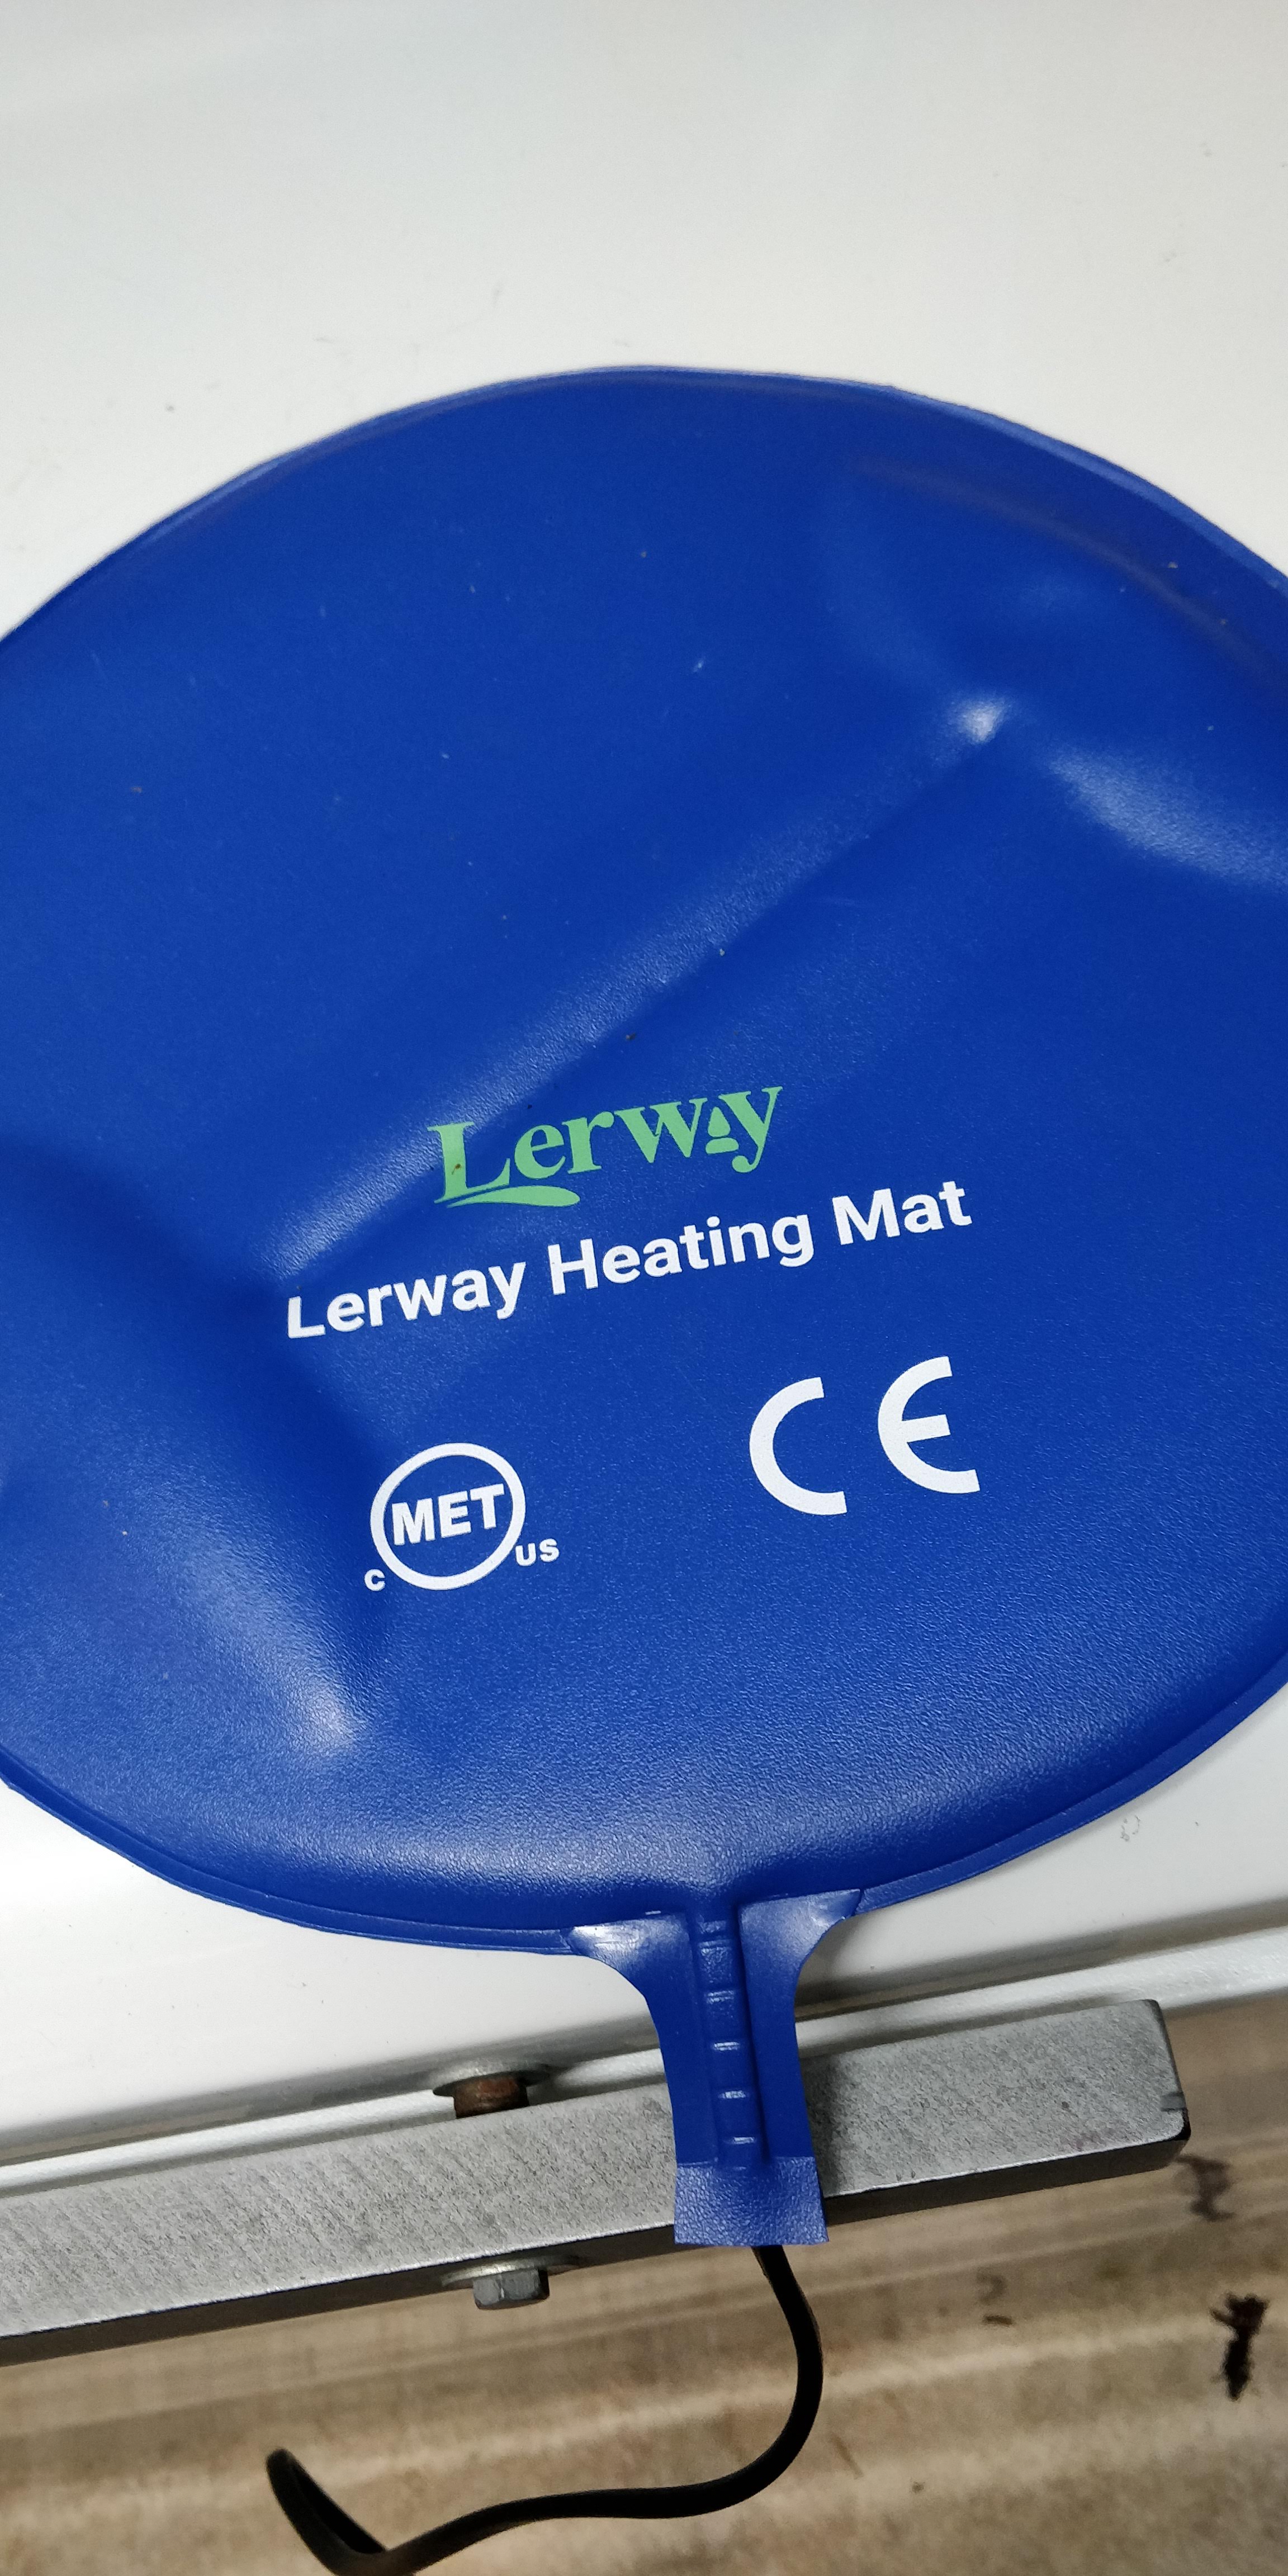 Lerway
Lerway Heating Mat
C MET US
CE